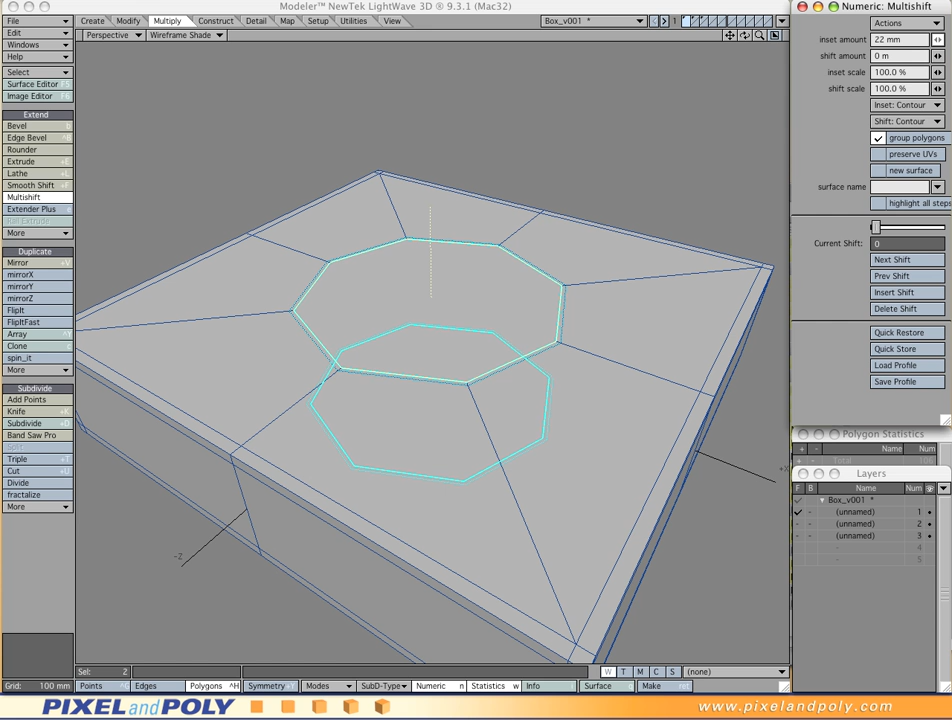 Modeler™ NewTek LightWave 3D ® 9.3.1 (Mac32)
Numeric: Multishift
File
Create Modify Multiply Construct Detail Map Setup Utilities View
Box_v001 *
1
Edit
Perspective
Wireframe Shade
Windows
Help
Select
Surface Editor F5
Image Editor F6
Extend
Bevel b
Edge Bevel ^B
Rounder
Extrude +E
Lathe +L
Smooth Shift +F
Multishift
Extender Plus e
Rail Extrude
More
Duplicate
Mirror +V
mirrorX
mirrorY
mirrorZ
FlipIt
FlipItFast
Array ^Y
Clone c
spin_it
More
Subdivide
Add Points
Knife +K
Subdivide +D
Band Saw Pro
Split
Triple +T
Cut +U
Divide
fractalize
More
Actions
inset amount 22 mm
shift amount 0 m
inset scale 100.0 %
shift scale 100.0 %
Inset: Contour
Shift: Contour
group polygons
preserve UVs
new surface
surface name
highlight all steps
Current Shift: 0
Next Shift
Prev Shift
Insert Shift
Delete Shift
Quick Restore
Quick Store
Load Profile
Save Profile
Polygon Statistics
+ - Name Num
+ - Total
Layers
F B Name Num
Box_v001 *
(unnamed) 1
(unnamed) 2
(unnamed) 3
- 4
- 5
-Z
+X
Sel: 2
W T M C S (none)
Grid: 100 mm
Points ^G
Edges
Polygons ^H
Symmetry +Y
Modes
SubD-Type
Numeric n
Statistics w
Info i
Surface q
Make ret
PIXEL and POLY
www.pixelandpoly.com